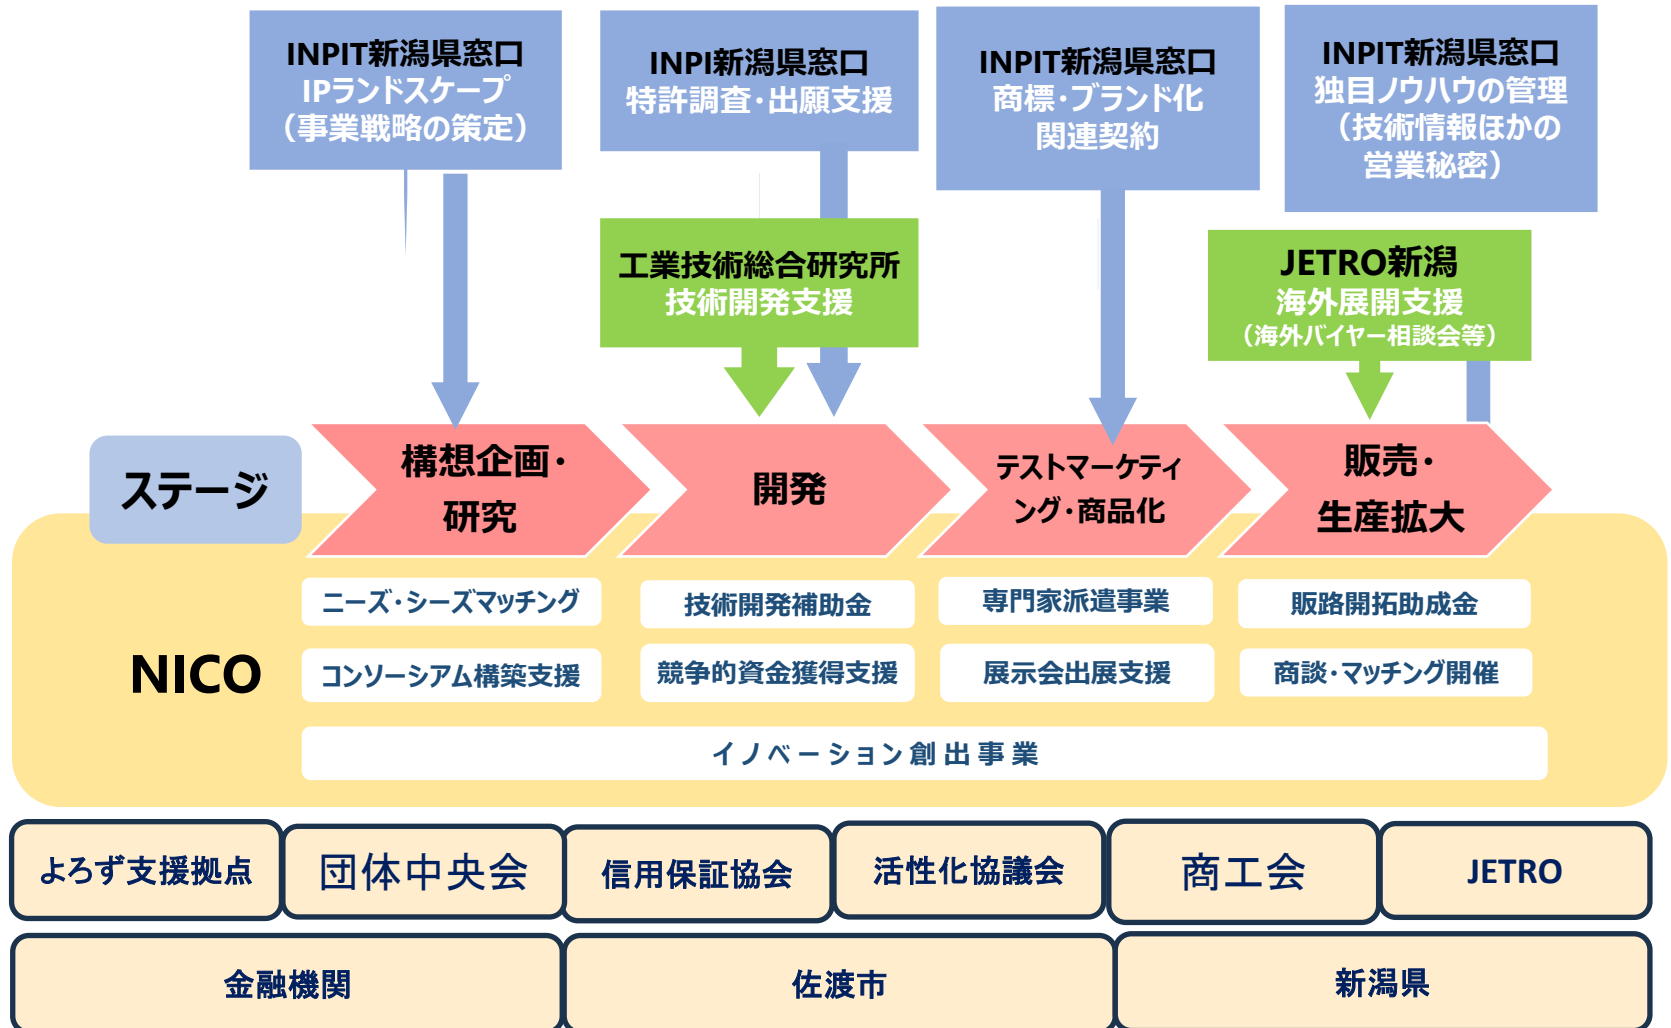 INPIT新潟県窓口
IPランドスケープ
（事業戦略の策定）
INPI新潟県窓口
特許調査・出願支援
INPIT新潟県窓口
商標・ブランド化
関連契約
INPIT新潟県窓口
独目ノウハウの管理
（技術情報ほかの
営業秘密）
工業技術総合研究所
技術開発支援
JETRO新潟
海外展開支援
（海外バイヤー相談会等）
ステージ
構想企画・
研究
開発
テストマーケティ
ング・商品化
販売・
生産拡大
NICO
ニーズ・シーズマッチング
技術開発補助金
専門家派遣事業
販路開拓助成金
コンソーシアム構築支援
競争的資金獲得支援
展示会出展支援
商談・マッチング開催
イノベーション創出事業
よろず支援拠点
団体中央会
信用保証協会
活性化協議会
商工会
JETRO
金融機関
佐渡市
新潟県